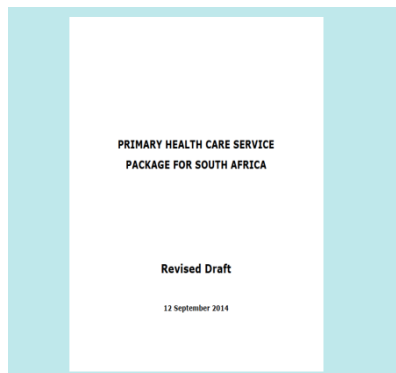 PRIMARY HEALTH CARE SERVICE
PACKAGE FOR SOUTH AFRICA
Revised Draft
12 September 2014